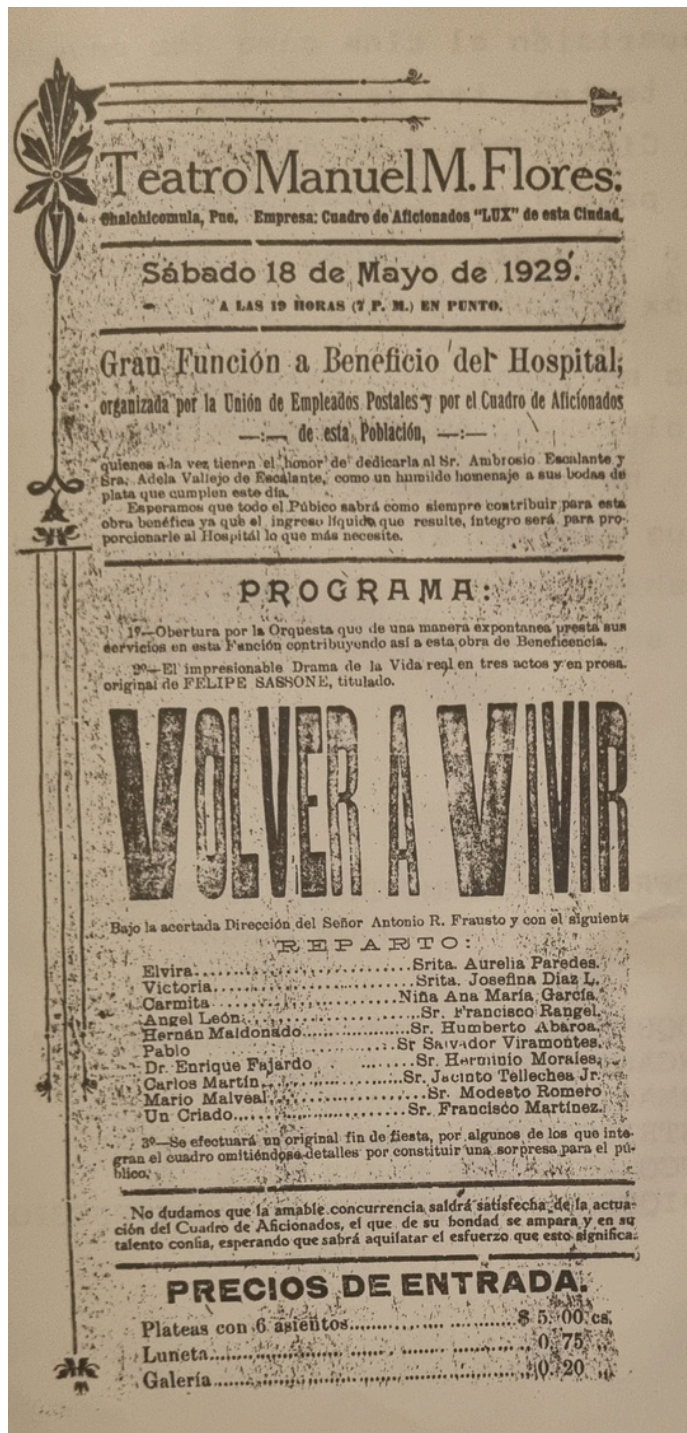 Teatro Manuel M. Flores.
Chalchicomula, Pue. Empresa: Cuadro de Aficionados "LUX" de esta Ciudad.
Sábado 18 de Mayo de 1929.
A LAS 19 HORAS (7 P. M.) EN PUNTO.
Gran Función a Beneficio del Hospital,
organizada por la Unión de Empleados Postales y por el Cuadro de Aficionados
—:— de esta Población, —:—
quienes a la vez tienen el honor de dedicarla al Sr. Ambrosio Escalante y
Sra. Adela Vallejo de Escalante, como un humilde homenaje a sus bodas de
plata que cumplen este día.
Esperamos que todo el Púbico sabrá como siempre contribuir para esta
obra benéfica ya que el ingreso líquido que resulte, íntegro será para pro-
porcionarle al Hospitál lo que más necesite.
PROGRAMA:
1º—Obertura por la Orquesta que de una manera expontanea presta sus
servicios en esta Función contribuyendo así a esta obra de Beneficencia.
2º—El impresionable Drama de la Vida real en tres actos y en prosa.
original de FELIPE SASSONE, titulado.
VOLVER A VIVIR
Bajo la acertada Dirección del Señor Antonio R. Frausto y con el siguiente
REPARTO:
Elvira..........................Srita. Aurelia Paredes.
Victoria........................Srita. Josefina Diaz L.
Carmita.......................Niña Ana María García.
Angel León.....................Sr. Francisco Rangel.
Hernán Maldonado...............Sr. Humberto Abaroa.
Pablo ........................Sr Salvador Viramontes.
Dr. Enrique Fajardo ......Sr. Herminio Morales.
Carlos Martín..................Sr. Jacinto Tellechea Jr.
Mario Malveal...................Sr. Modesto Romero
Un Criado.......................Sr. Francisco Martínez.
3º—Se efectuará un original fin de fiesta, por algunos de los que inte-
gran el cuadro omitiéndose detalles por constituir una sorpresa para el pú-
blico.
No dudamos que la amable concurrencia saldrá satisfecha de la actua-
ción del Cuadro de Aficionados, el que de su bondad se ampara y en su
talento confia, esperando que sabrá aquilatar el esfuerzo que esto significa.
PRECIOS DE ENTRADA.
Plateas con 6 asientos........................$ 5.00 cs.
Luneta........................................ 0.75 ,,
Galería....................................... 0.20 ,,